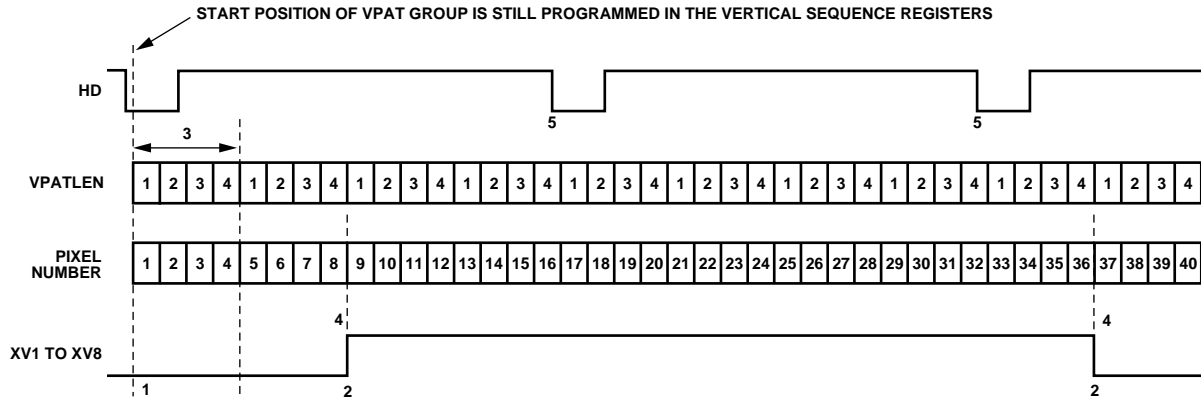 START POSITION OF VPAT GROUP IS STILL PROGRAMMED IN THE VERTICAL SEQUENCE REGISTERS
HD
5 5
3
VPATLEN 1 2 3 4 1 2 3 4 1 2 3 4 1 2 3 4 1 2 3 4 1 2 3 4 1 2 3 4 1 2 3 4 1 2 3 4 1 2 3 4
PIXEL
NUMBER
1 2 3 4 5 6 7 8 9 10 11 12 13 14 15 16 17 18 19 20 21 22 23 24 25 26 27 28 29 30 31 32 33 34 35 36 37 38 39 40
4 4
XV1 TO XV8
1 2 2